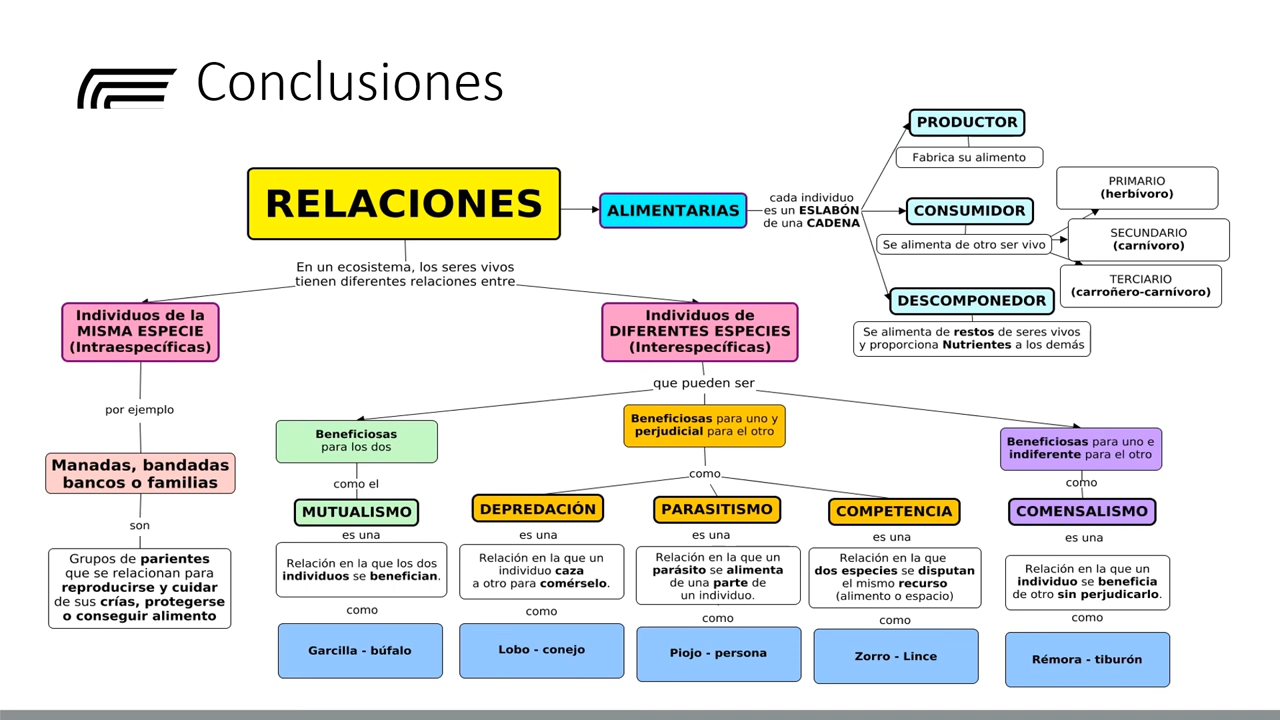 Conclusiones
RELACIONES
ALIMENTARIAS
cada individuo
es un ESLABÓN
de una CADENA
PRODUCTOR
Fabrica su alimento
CONSUMIDOR
Se alimenta de otro ser vivo
PRIMARIO
(herbívoro)
SECUNDARIO
(carnívoro)
TERCIARIO
(carroñero-carnívoro)
DESCOMPONEDOR
Se alimenta de restos de seres vivos
y proporciona Nutrientes a los demás
En un ecosistema, los seres vivos
tienen diferentes relaciones entre
Individuos de la
MISMA ESPECIE
(Intraespecíficas)
por ejemplo
Manadas, bandadas
bancos o familias
son
Grupos de parientes
que se relacionan para
reproducirse y cuidar
de sus crías, protegerse
o conseguir alimento
Individuos de
DIFERENTES ESPECIES
(Interespecíficas)
que pueden ser
Beneficiosas
para los dos
como el
MUTUALISMO
es una
Relación en la que los dos
individuos se benefician.
como
Garcilla - búfalo
Beneficiosas para uno y
perjudicial para el otro
como
DEPREDACIÓN
es una
Relación en la que un
individuo caza
a otro para comérselo.
como
Lobo - conejo
PARASITISMO
es una
Relación en la que un
parásito se alimenta
de una parte de
un individuo.
como
Piojo - persona
COMPETENCIA
es una
Relación en la que
dos especies se disputan
el mismo recurso
(alimento o espacio)
como
Zorro - Lince
Beneficiosas para uno e
indiferente para el otro
como
COMENSALISMO
es una
Relación en la que un
individuo se beneficia
de otro sin perjudicarlo.
como
Rémora - tiburón